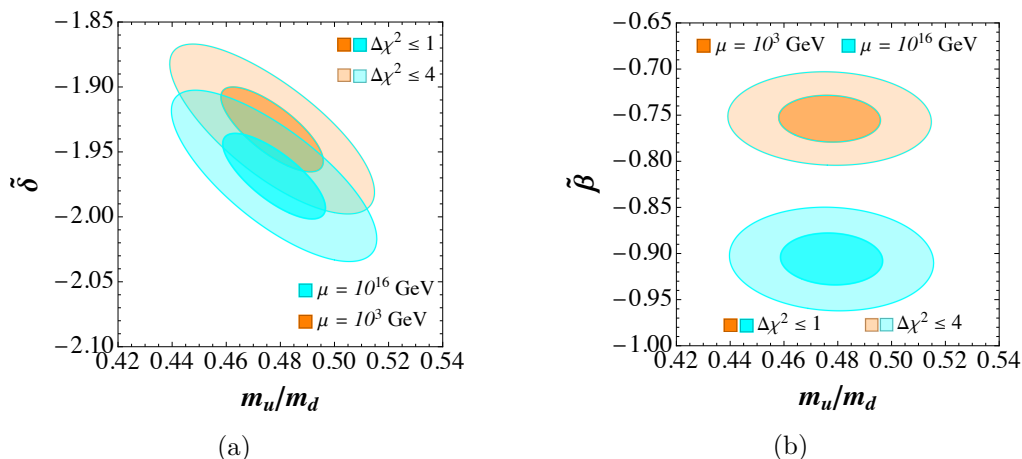 −1.85
−1.90
−1.95
−2.00
−2.05
−2.10
δ̃
Δχ² ≤ 1
Δχ² ≤ 4
μ = 10¹⁶ GeV
μ = 10³ GeV
0.42 0.44 0.46 0.48 0.50 0.52 0.54
m_u/m_d
(a)
−0.65
−0.70
−0.75
−0.80
−0.85
−0.90
−0.95
−1.00
β̃
μ = 10³ GeV μ = 10¹⁶ GeV
Δχ² ≤ 1 Δχ² ≤ 4
0.42 0.44 0.46 0.48 0.50 0.52 0.54
m_u/m_d
(b)